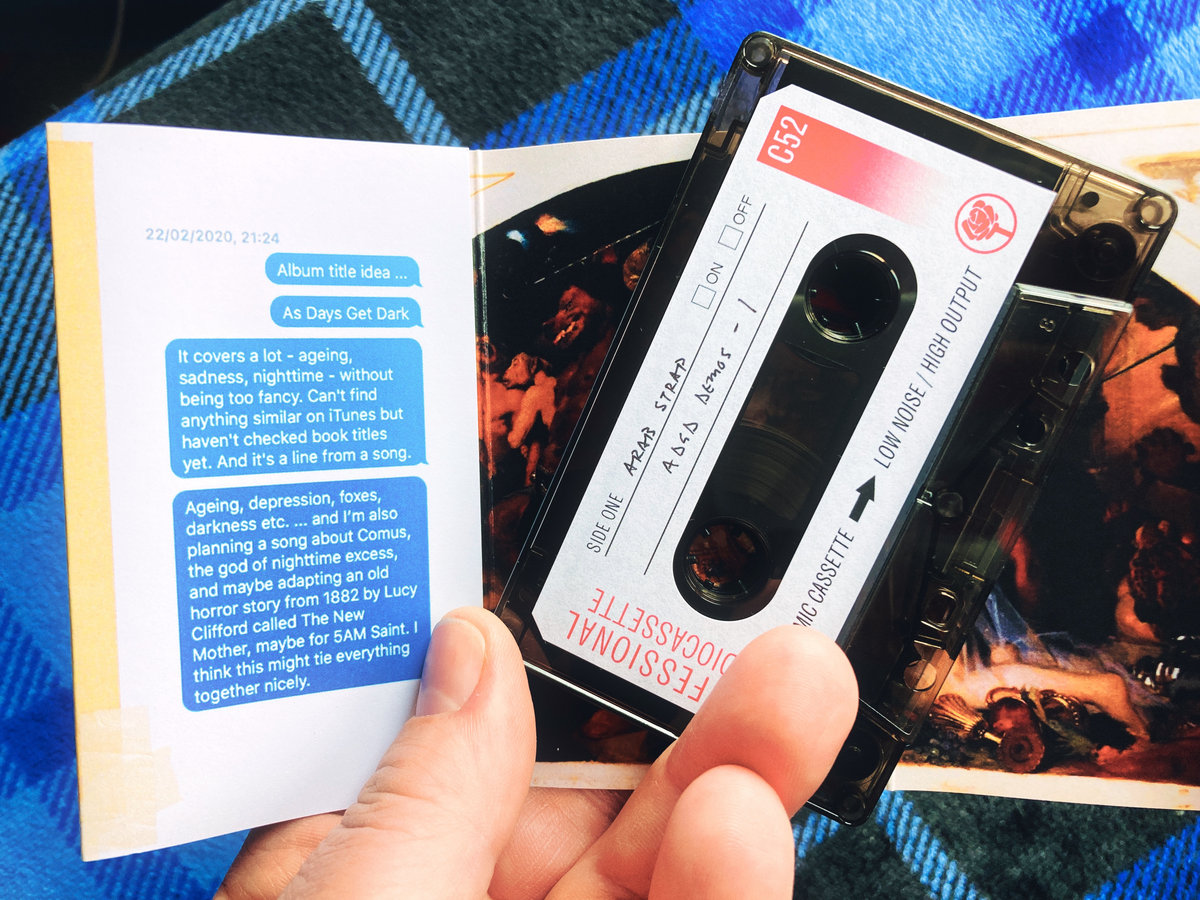 22/02/2020, 21:24
Album title idea ...
As Days Get Dark
It covers a lot - ageing,
sadness, nighttime - without
being too fancy. Can't find
anything similar on iTunes but
haven't checked book titles
yet. And it's a line from a song.
Ageing, depression, foxes,
darkness etc. ... and I'm also
planning a song about Comus,
the god of nighttime excess,
and maybe adapting an old
horror story from 1882 by Lucy
Clifford called The New
Mother, maybe for 5AM Saint. I
think this might tie everything
together nicely.
C52
SIDE ONE ARAB STRAP ☐ ON ☐ OFF
ADGD DEMOS - 1
MIC CASSETTE → LOW NOISE / HIGH OUTPUT
FESSIONAL
DIOCASSETTE